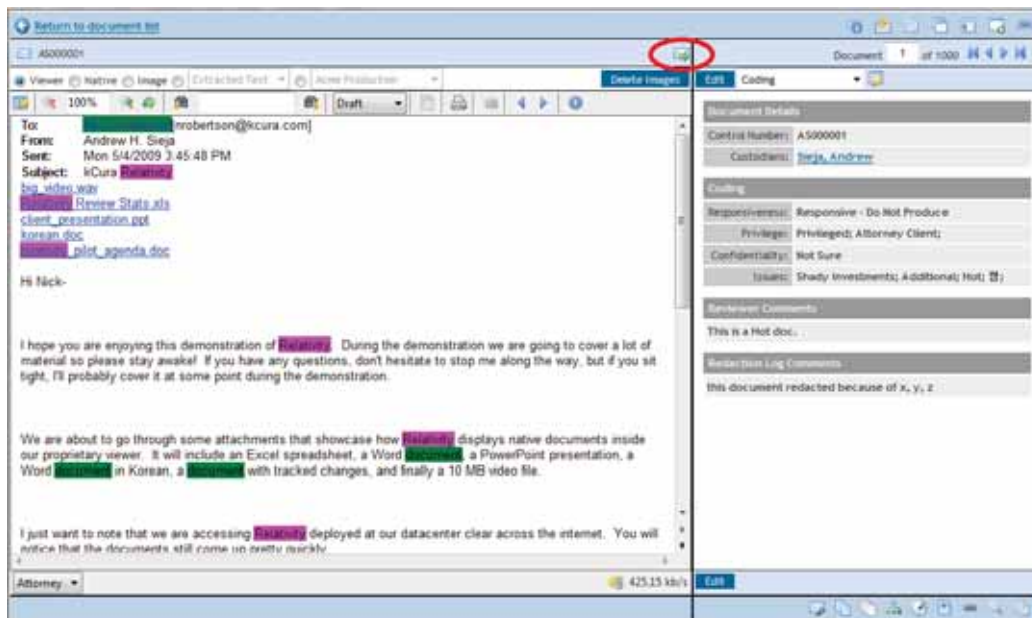 Return to document list
AS000001
Document 1 of 1000
Viewer Native Image Extracted Text Acme Production Delete Images Edit Coding
100% Draft
To: [nrobertson@kcura.com]
From: Andrew H. Sieja
Sent: Mon 5/4/2009 3:45:48 PM
Subject: kCura Relativity
big_video.wav
Relativity Review Stats.xls
client_presentation.ppt
korean.doc
_pilot_agenda.doc
Hi Nick-
I hope you are enjoying this demonstration of Relativity. During the demonstration we are going to cover a lot of
material so please stay awake! If you have any questions, don't hesitate to stop me along the way, but if you sit
tight, I'll probably cover it at some point during the demonstration.
We are about to go through some attachments that showcase how Relativity displays native documents inside
our proprietary viewer. It will include an Excel spreadsheet, a Word document, a PowerPoint presentation, a
Word document in Korean, a document with tracked changes, and finally a 10 MB video file.
I just want to note that we are accessing Relativity deployed at our datacenter clear across the internet. You will
notice that the documents still come up pretty quickly
Attorney
425.15 kb/s
Document Details
Control Number: AS000001
Custodians: Sieja, Andrew
Coding
Responsiveness: Responsive - Do Not Produce
Privilege: Privileged; Attorney Client;
Confidentiality: Not Sure
Issues: Shady Investments; Additional; Hot;
Reviewer Comments
This is a Hot doc.
Redaction Log Comments
this document redacted because of x, y, z
Edit